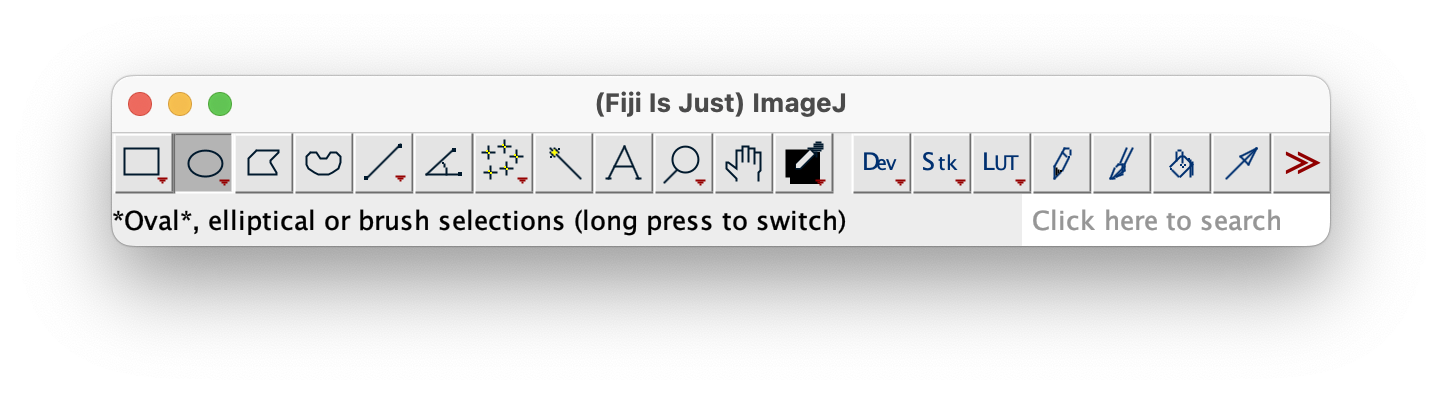 (Fiji Is Just) ImageJ
A Dev Stk LUT
*Oval*, elliptical or brush selections (long press to switch) Click here to search